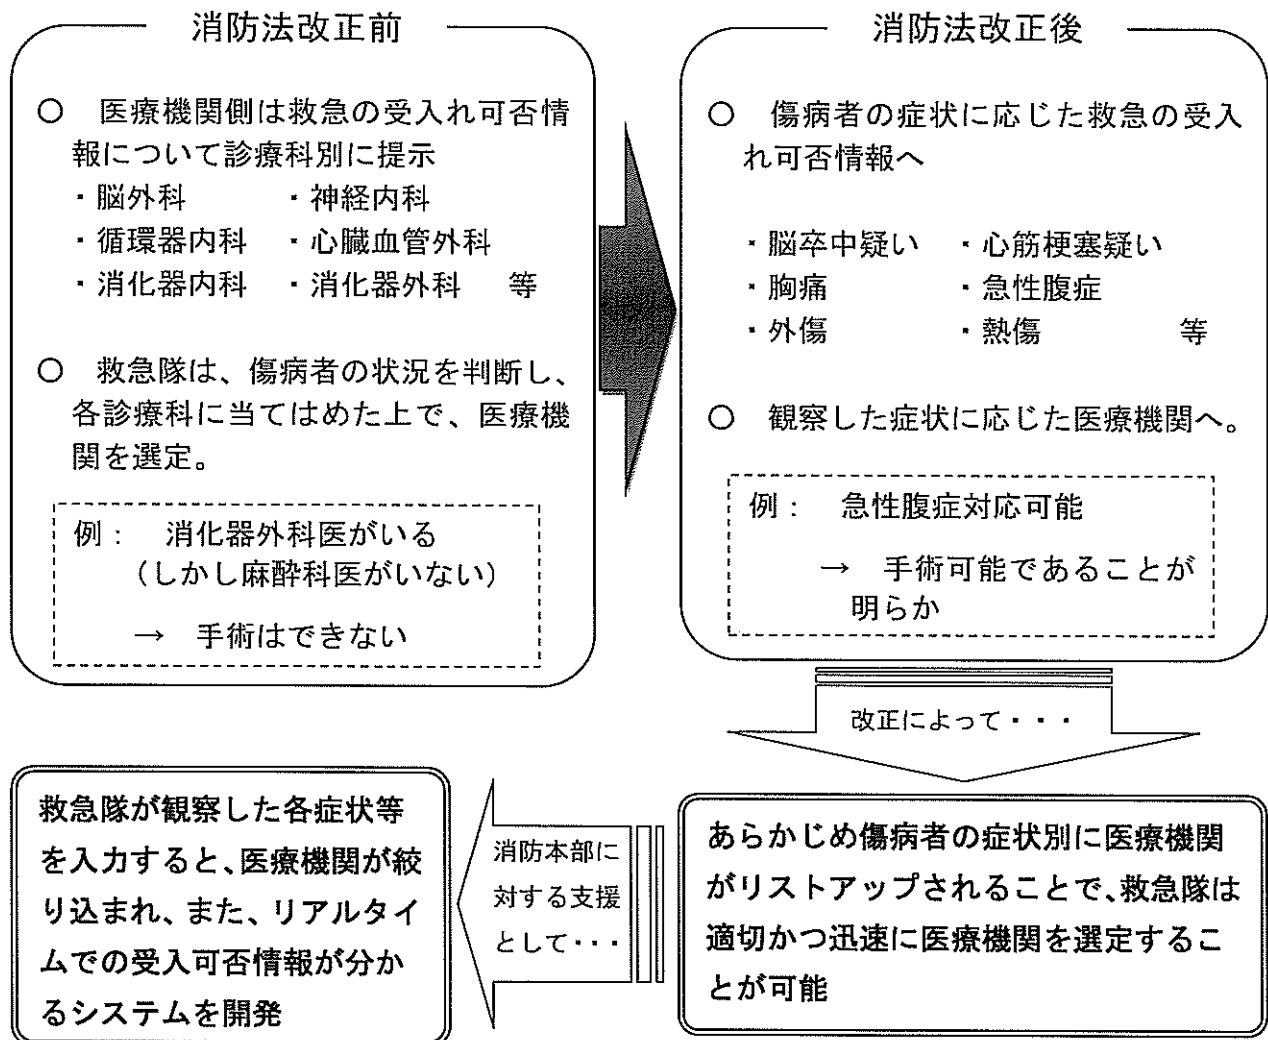 消防法改正前
○ 医療機関側は救急の受入れ可否情
報について診療科別に提示
・脳外科 ・神経内科
・循環器内科 ・心臓血管外科
・消化器内科 ・消化器外科 等
○ 救急隊は、傷病者の状況を判断し、
各診療科に当てはめた上で、医療機
関を選定。
例： 消化器外科医がいる
（しかし麻酔科医がいない）
→ 手術はできない
消防法改正後
○ 傷病者の症状に応じた救急の受入
れ可否情報へ
・脳卒中疑い ・心筋梗塞疑い
・胸痛 ・急性腹症
・外傷 ・熱傷 等
○ 観察した症状に応じた医療機関へ。
例： 急性腹症対応可能
→ 手術可能であることが
明らか
改正によって・・・
あらかじめ傷病者の症状別に医療機関
がリストアップされることで、救急隊は
適切かつ迅速に医療機関を選定するこ
とが可能
消防本部に
対する支援
として・・・
救急隊が観察した各症状等
を入力すると、医療機関が絞
り込まれ、また、リアルタイ
ムでの受入可否情報が分か
るシステムを開発